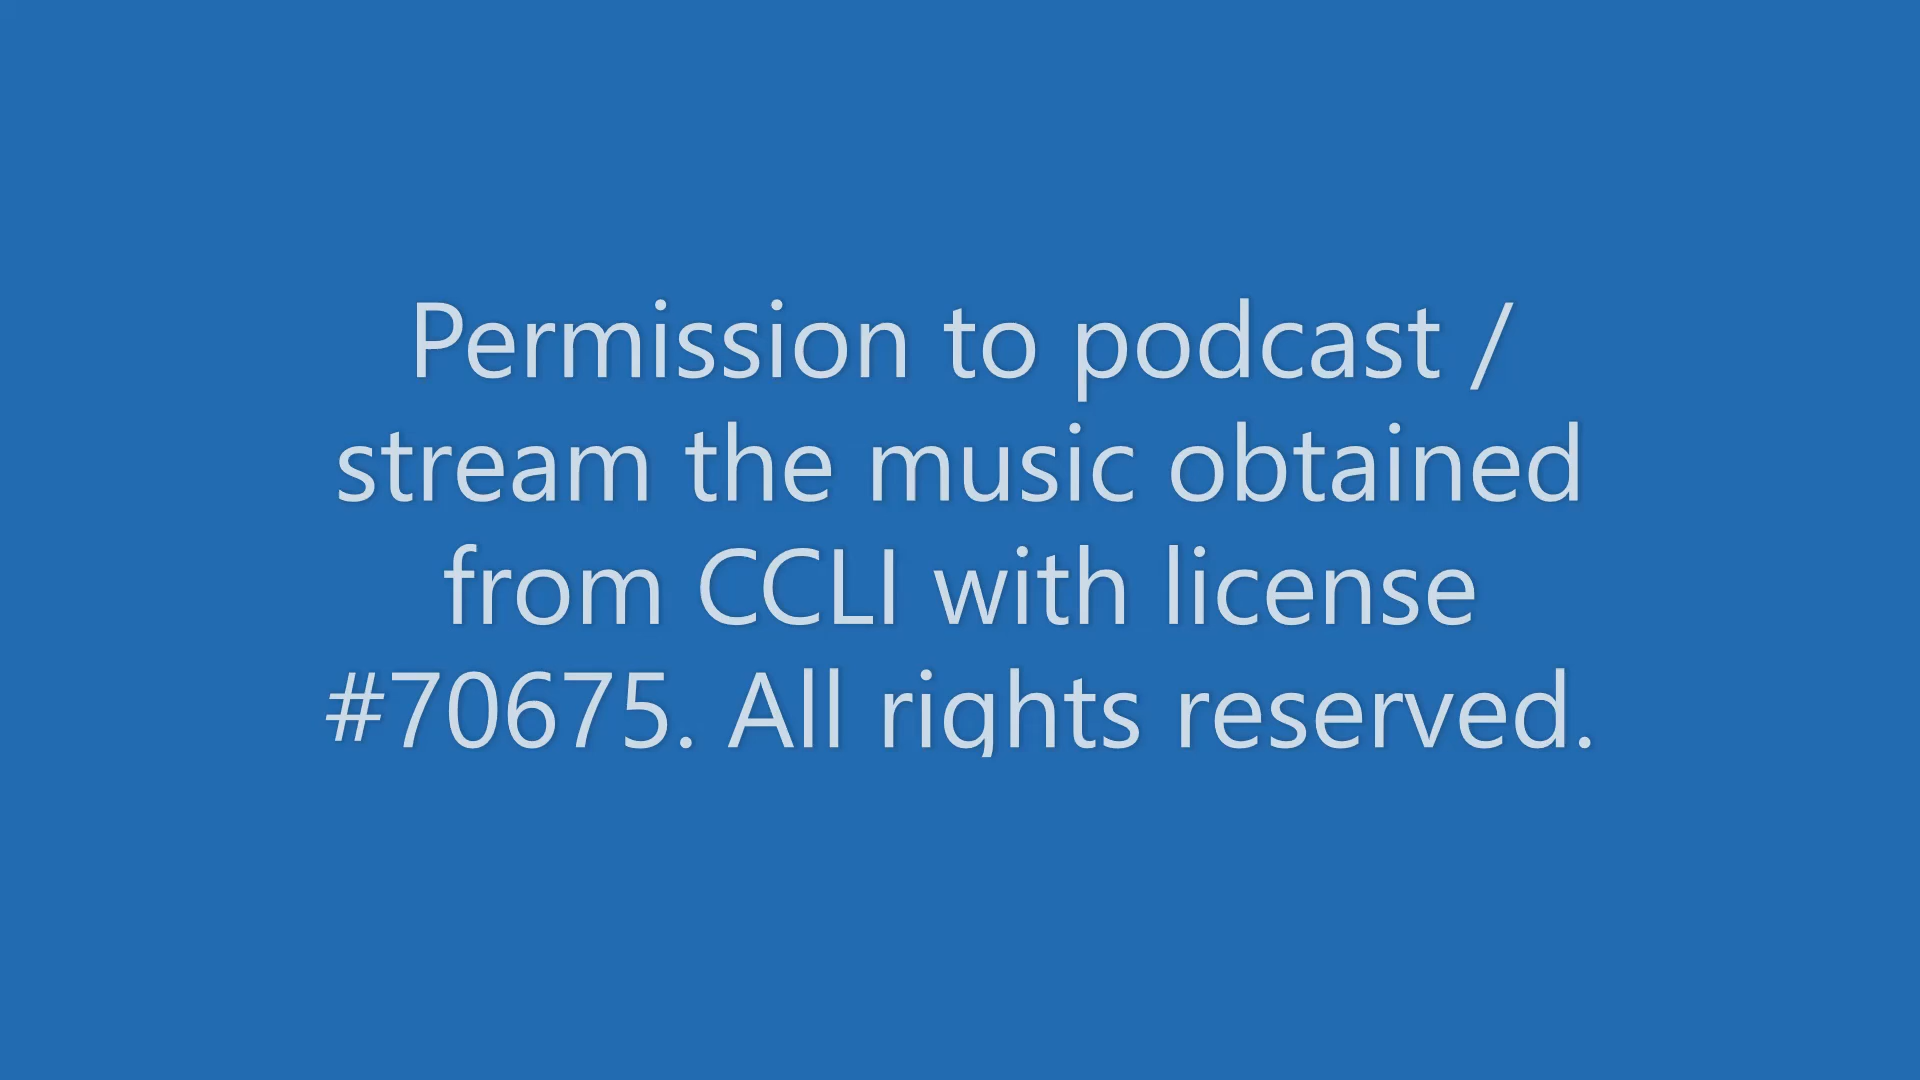 Permission to podcast /
stream the music obtained
from CCLI with license
#70675. All rights reserved.